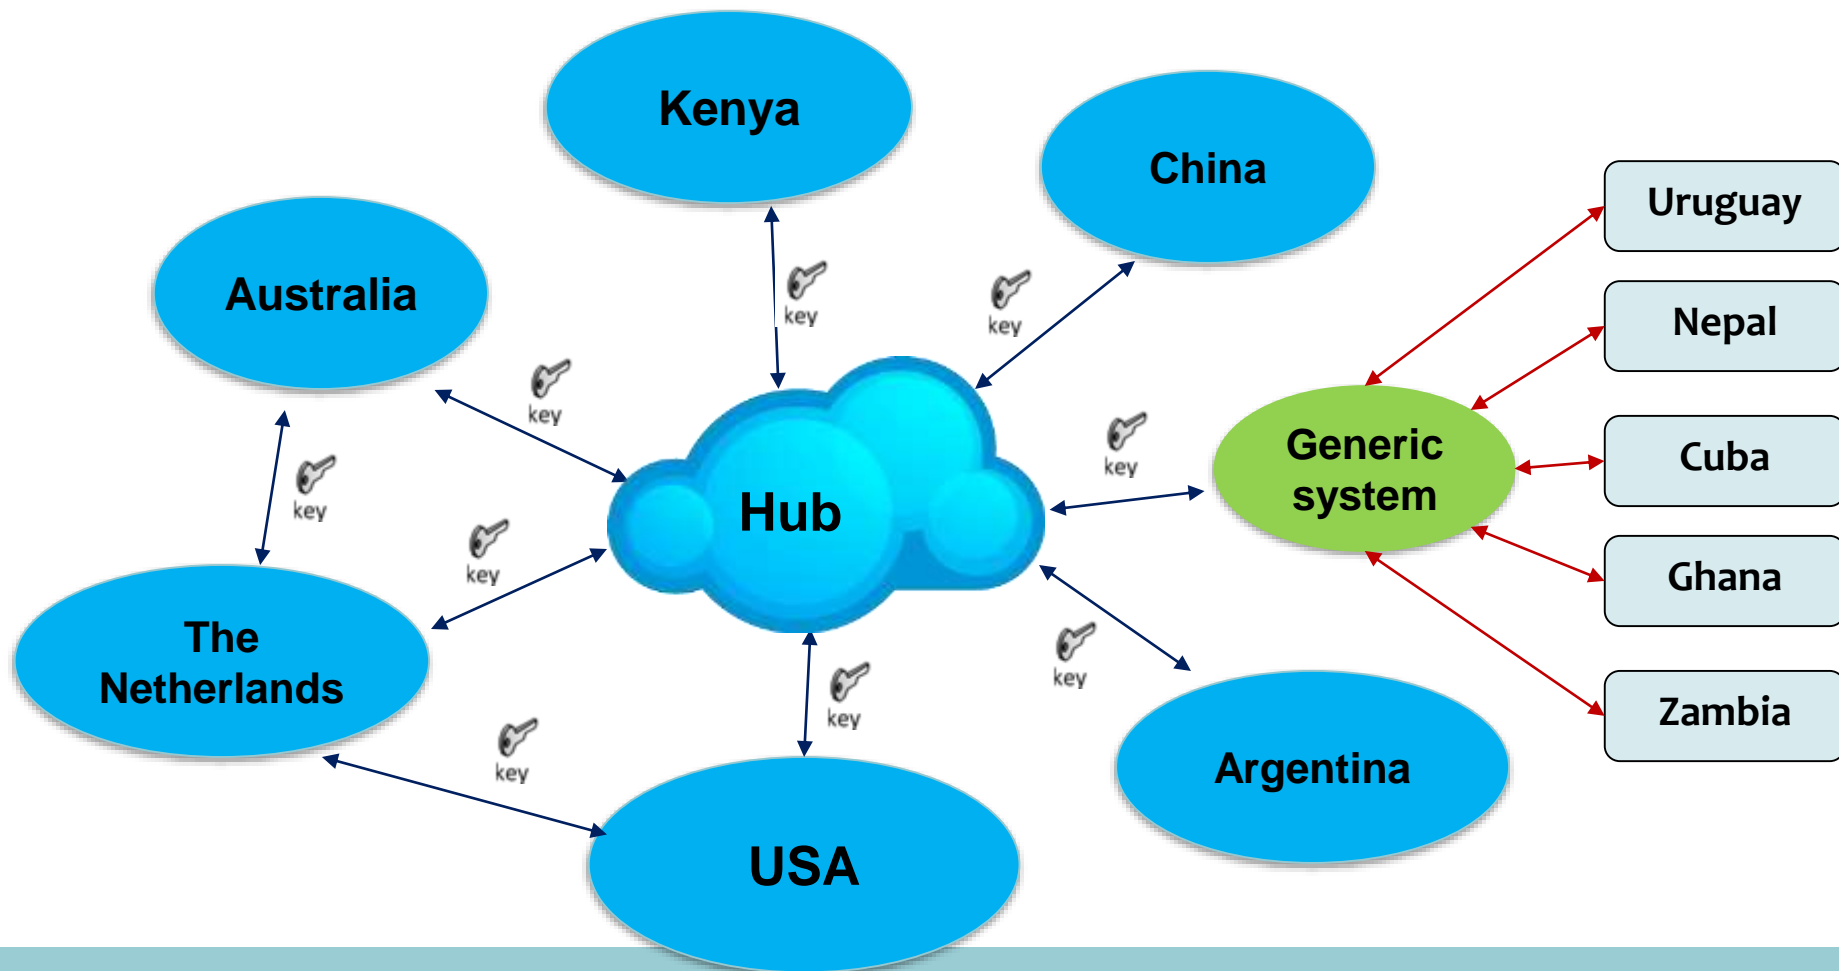 Kenya
China
Uruguay
Australia
key
key
Nepal
key
key
Generic
system
Cuba
key
key
Hub
key
Ghana
The
Netherlands
key
key
key
Zambia
Argentina
USA